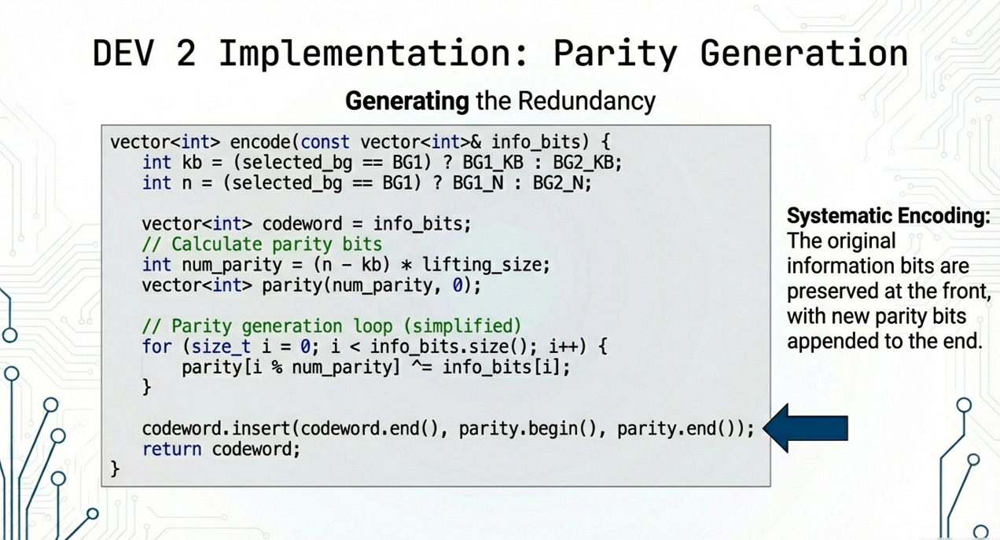 DEV 2 Implementation: Parity Generation
Generating the Redundancy
vector<int> encode(const vector<int>& info_bits) {
int kb = (selected_bg == BG1) ? BG1_KB : BG2_KB;
int n = (selected_bg == BG1) ? BG1_N : BG2_N;
vector<int> codeword = info_bits;
// Calculate parity bits
int num_parity = (n - kb) * lifting_size;
vector<int> parity(num_parity, 0);
// Parity generation loop (simplified)
for (size_t i = 0; i < info_bits.size(); i++) {
parity[i % num_parity] ^= info_bits[i];
}
codeword.insert(codeword.end(), parity.begin(), parity.end());
return codeword;
}
Systematic Encoding:
The original
information bits are
preserved at the front,
with new parity bits
appended to the end.